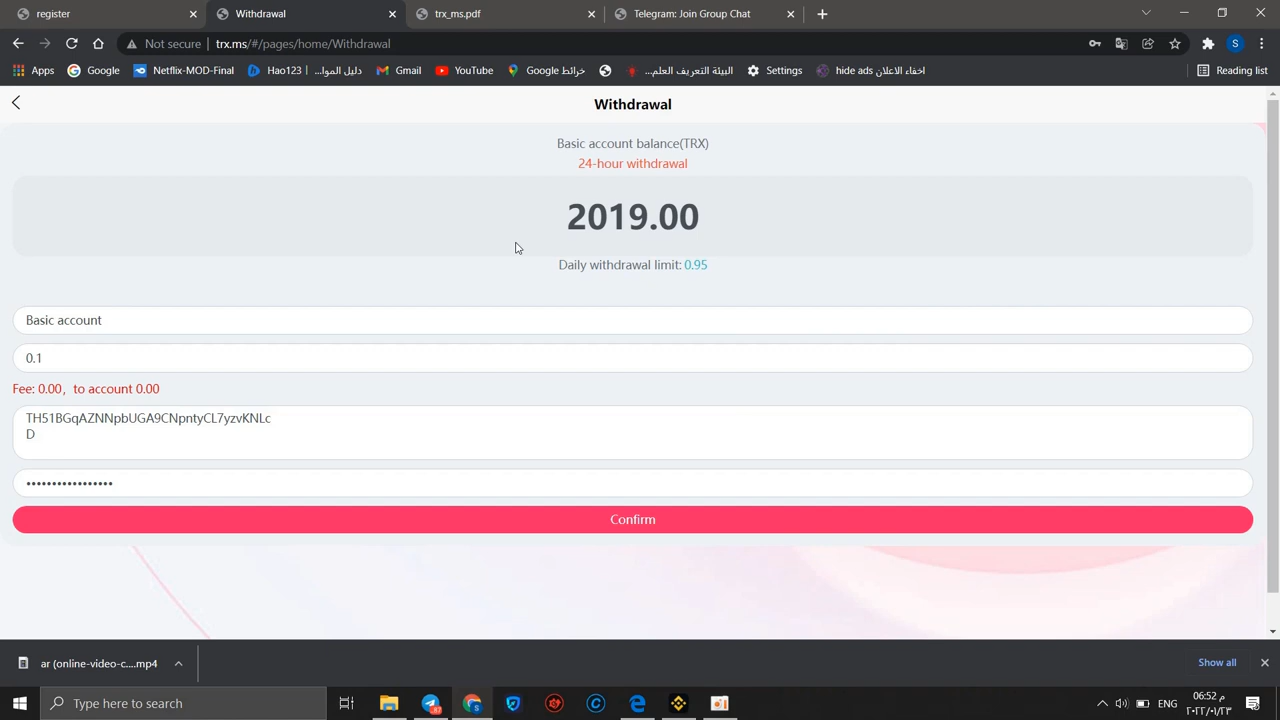 register
Withdrawal
trx_ms.pdf
Telegram: Join Group Chat
Not secure
trx.ms/#/pages/home/Withdrawal
S
Apps
Google
Netflix-MOD-Final
Hao123
دليل الموا...
Gmail
YouTube
خرائط Google
البيئة التعريف العلم...
Settings
hide ads اخفاء الاعلان
Reading list
Withdrawal
Basic account balance(TRX)
24-hour withdrawal
2019.00
Daily withdrawal limit: 0.95
Basic account
0.1
Fee: 0.00，to account 0.00
TH51BGqAZNNpbUGA9CNpntyCL7yzvKNLc
D
•••••••••••••••••
Confirm
ar (online-video-c....mp4
Show all
Type here to search
ENG
06:52 م